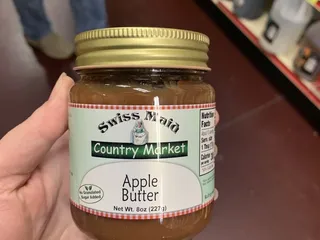 Swiss Maid
Country Market
Apple
Butter
No Granulated
Sugar Added
Net Wt. 8oz (227g)
Nutrition
Facts